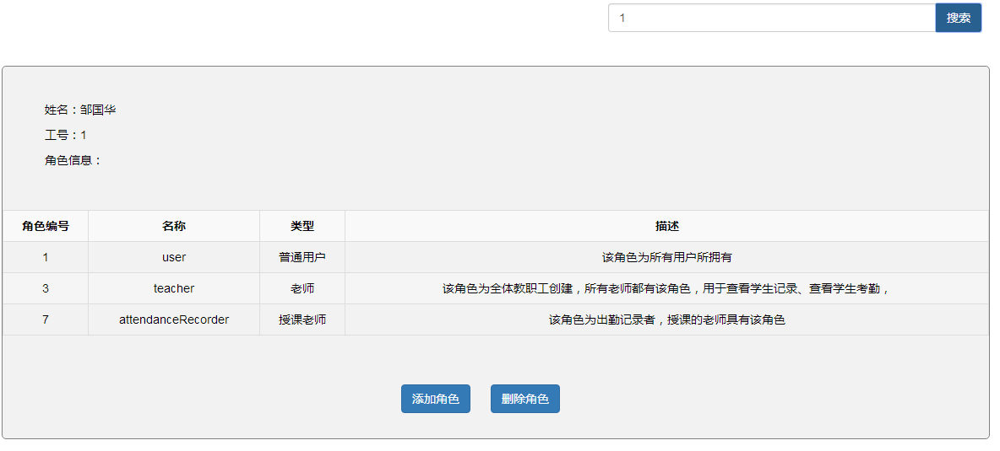 1 搜索
姓名：邹国华
工号：1
角色信息：
角色编号 名称 类型 描述
1 user 普通用户 该角色为所有用户所拥有
3 teacher 老师 该角色为全体教职工创建，所有老师都有该角色，用于查看学生记录、查看学生考勤，
7 attendanceRecorder 授课老师 该角色为出勤记录者，授课的老师具有该角色
添加角色 删除角色